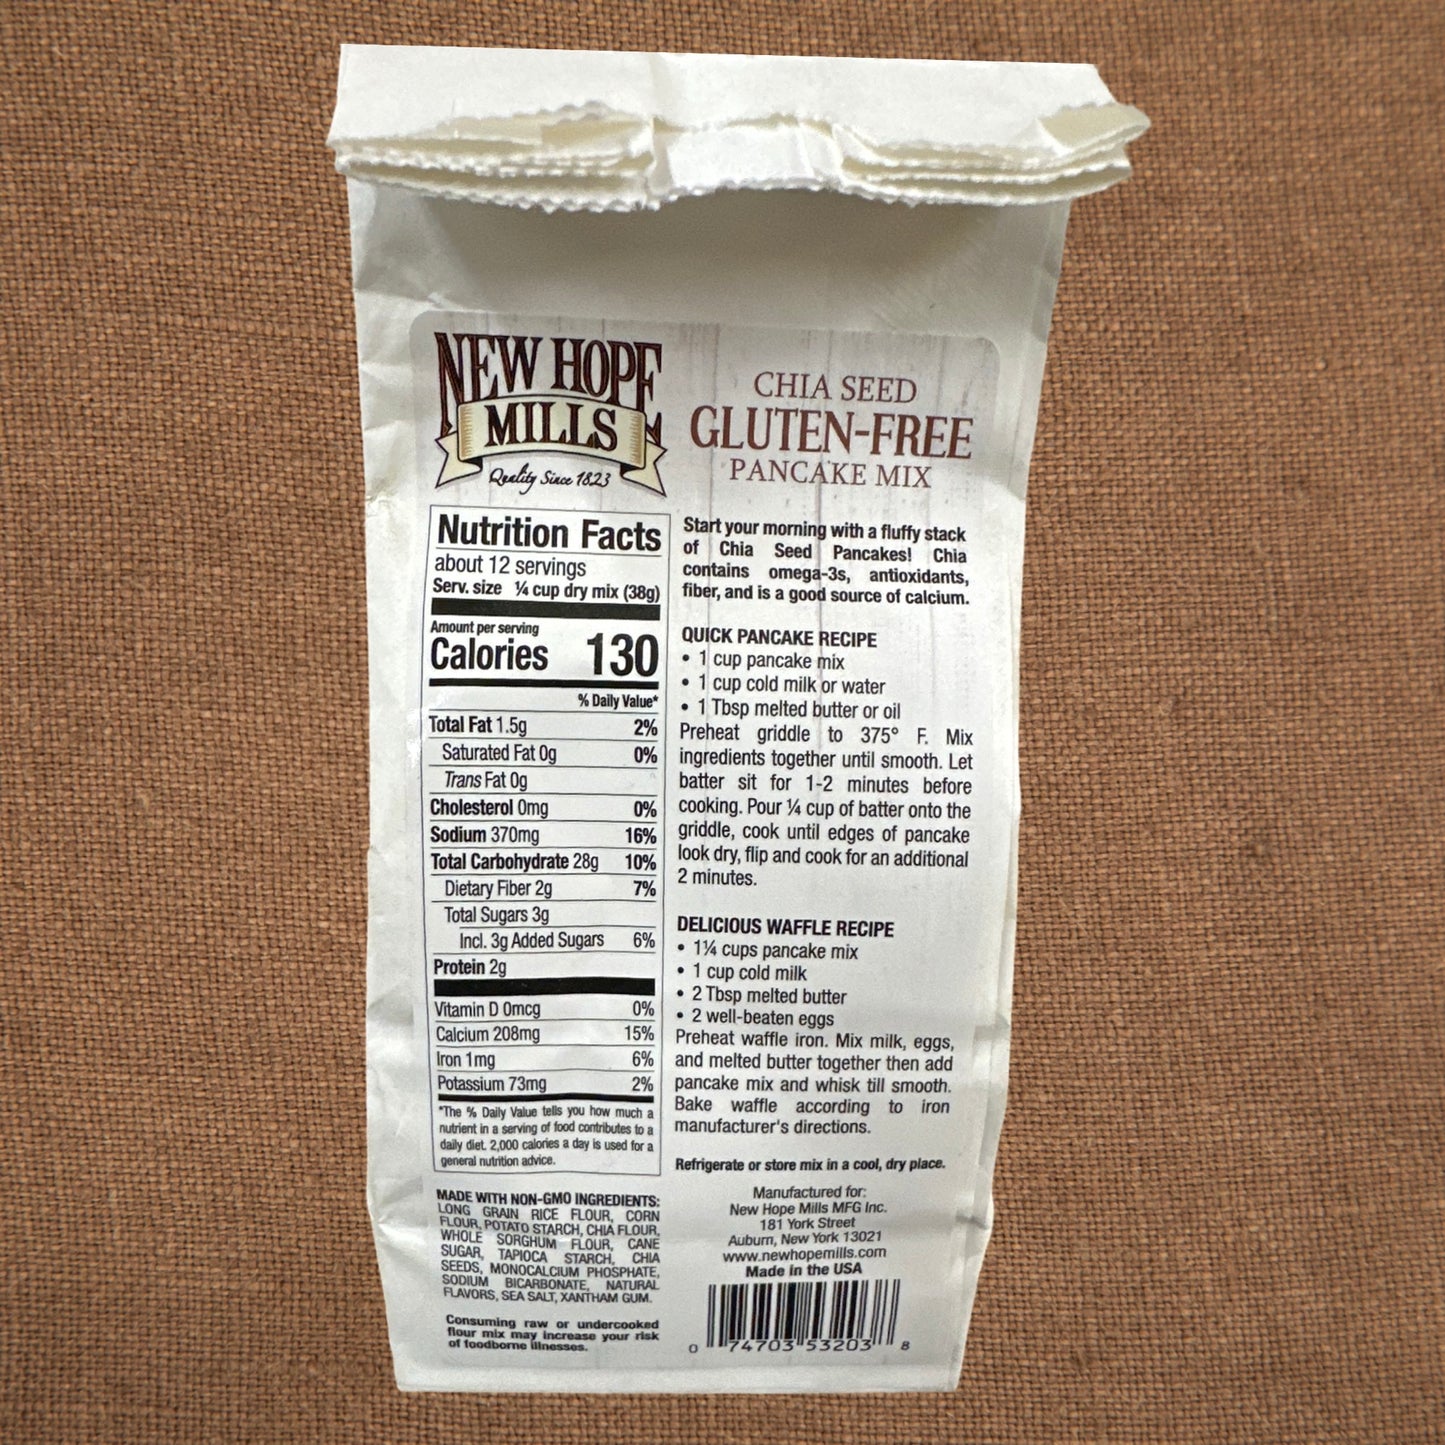 NEW HOPE
MILLS
Quality Since 1823
CHIA SEED
GLUTEN-FREE
PANCAKE MIX
Nutrition Facts
about 12 servings
Serv. size ¼ cup dry mix (38g)
Amount per serving
Calories 130
% Daily Value*
Total Fat 1.5g 2%
Saturated Fat 0g 0%
Trans Fat 0g
Cholesterol 0mg 0%
Sodium 370mg 16%
Total Carbohydrate 28g 10%
Dietary Fiber 2g 7%
Total Sugars 3g
Incl. 3g Added Sugars 6%
Protein 2g
Vitamin D 0mcg 0%
Calcium 208mg 15%
Iron 1mg 6%
Potassium 73mg 2%
*The % Daily Value tells you how much a
nutrient in a serving of food contributes to a
daily diet. 2,000 calories a day is used for a
general nutrition advice.
MADE WITH NON-GMO INGREDIENTS:
LONG GRAIN RICE FLOUR, CORN
FLOUR, POTATO STARCH, CHIA FLOUR,
WHOLE SORGHUM FLOUR, CANE
SUGAR, TAPIOCA STARCH, CHIA
SEEDS, MONOCALCIUM PHOSPHATE,
SODIUM BICARBONATE, NATURAL
FLAVORS, SEA SALT, XANTHAM GUM.
Consuming raw or undercooked
flour mix may increase your risk
of foodborne illnesses.
Start your morning with a fluffy stack
of Chia Seed Pancakes! Chia
contains omega-3s, antioxidants,
fiber, and is a good source of calcium.
QUICK PANCAKE RECIPE
• 1 cup pancake mix
• 1 cup cold milk or water
• 1 Tbsp melted butter or oil
Preheat griddle to 375° F. Mix
ingredients together until smooth. Let
batter sit for 1-2 minutes before
cooking. Pour ¼ cup of batter onto the
griddle, cook until edges of pancake
look dry, flip and cook for an additional
2 minutes.
DELICIOUS WAFFLE RECIPE
• 1¼ cups pancake mix
• 1 cup cold milk
• 2 Tbsp melted butter
• 2 well-beaten eggs
Preheat waffle iron. Mix milk, eggs,
and melted butter together then add
pancake mix and whisk till smooth.
Bake waffle according to iron
manufacturer's directions.
Refrigerate or store mix in a cool, dry place.
Manufactured for:
New Hope Mills MFG Inc.
181 York Street
Auburn, New York 13021
www.newhopemills.com
Made in the USA
0 74703 53203 8